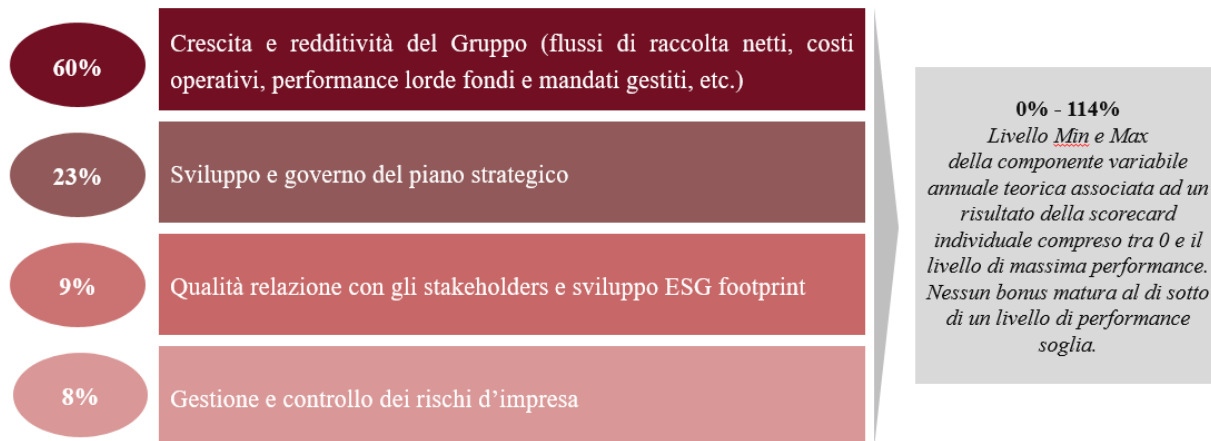 60%
Crescita e redditività del Gruppo (flussi di raccolta netti, costi
operativi, performance lorde fondi e mandati gestiti, etc.)
23%
Sviluppo e governo del piano strategico
9%
Qualità relazione con gli stakeholders e sviluppo ESG footprint
8%
Gestione e controllo dei rischi d’impresa
0% - 114%
Livello Min e Max
della componente variabile
annuale teorica associata ad un
risultato della scorecard
individuale compreso tra 0 e il
livello di massima performance.
Nessun bonus matura al di sotto
di un livello di performance
soglia.